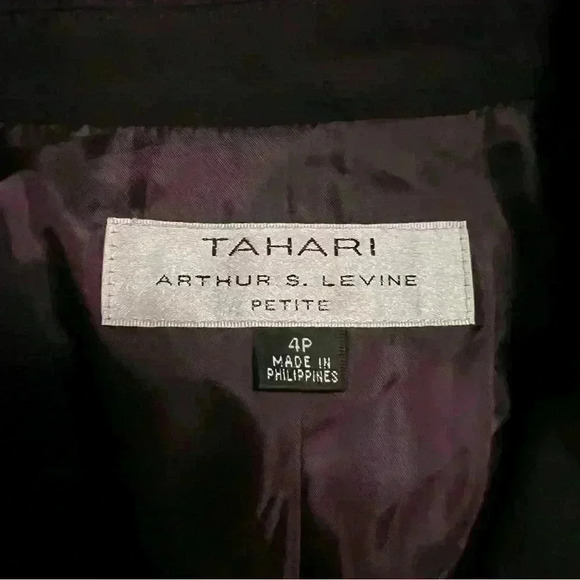 TAHARI
ARTHUR S. LEVINE
PETITE
4P
MADE IN
PHILIPPINES